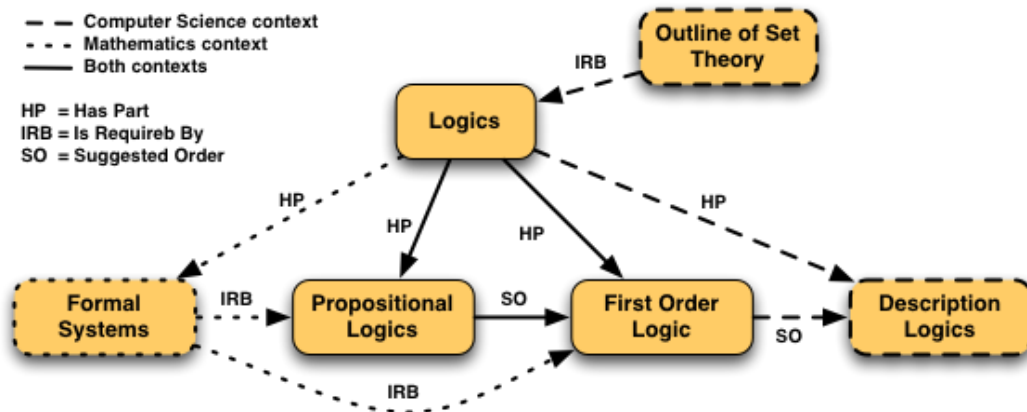 Computer Science context
Mathematics context
Both contexts
HP = Has Part
IRB = Is Requireb By
SO = Suggested Order
Outline of Set
Theory
IRB
Logics
HP
HP
HP
HP
Formal
Systems
IRB
Propositional
Logics
SO
First Order
Logic
SO
Description
Logics
IRB